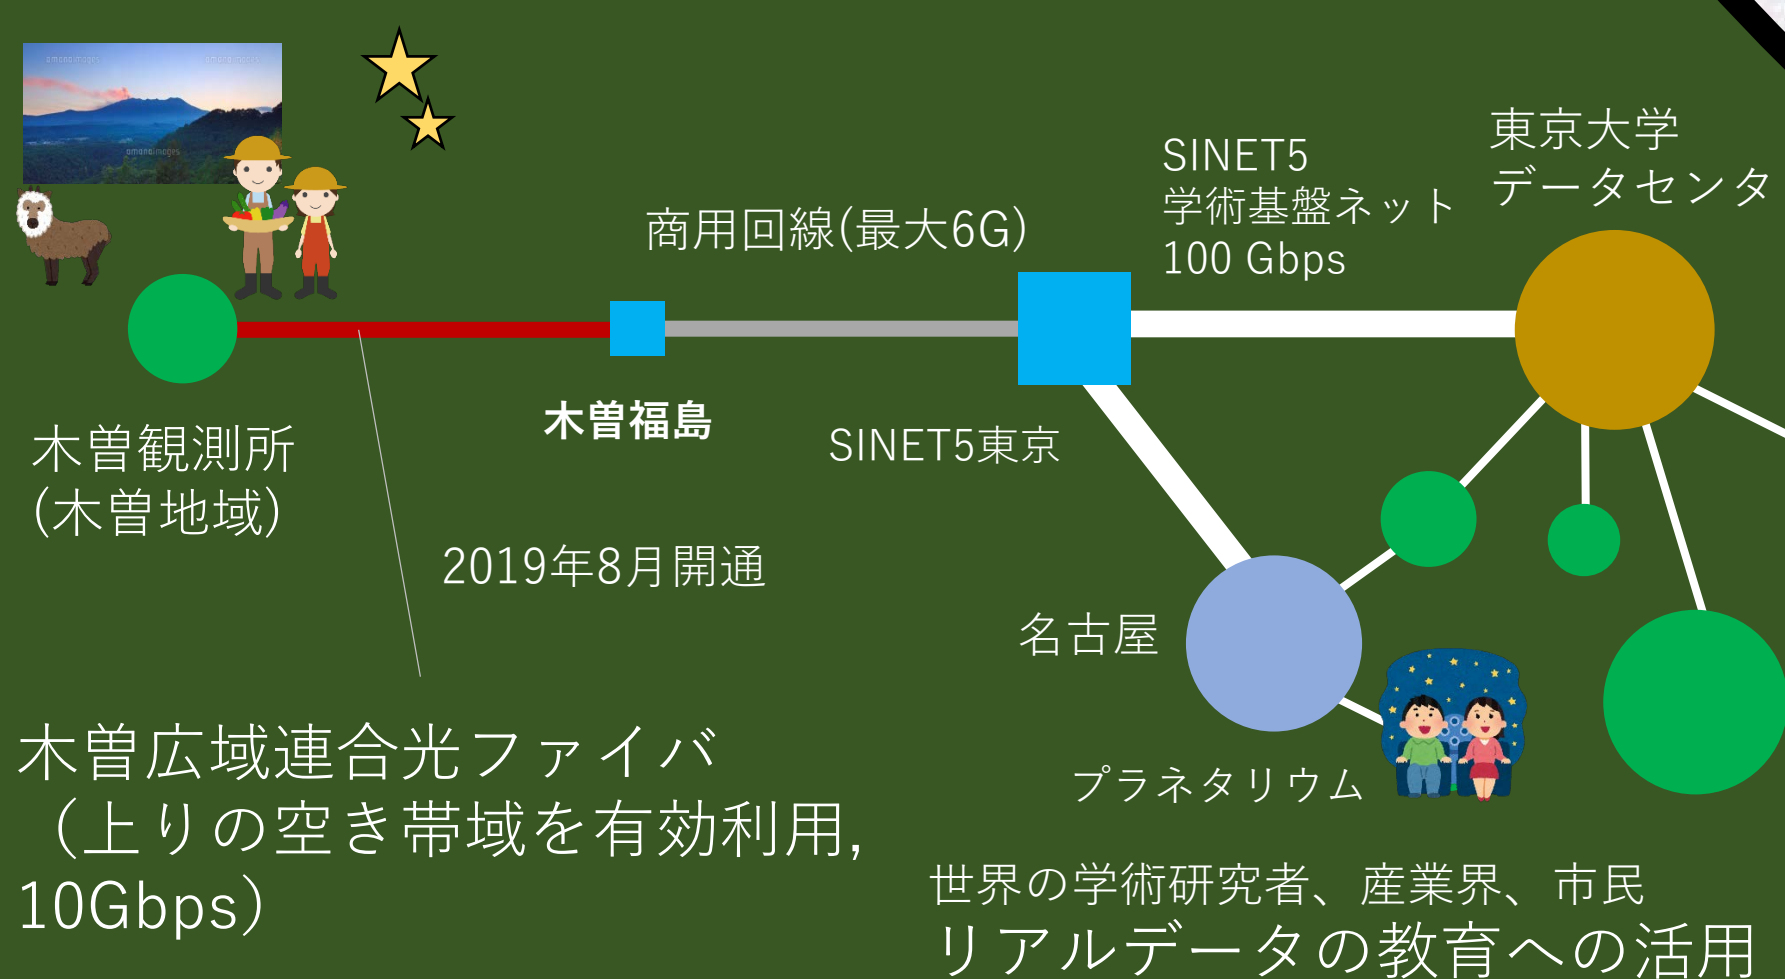 amanaimages
amanaimages
amanaimages
東京大学
データセンタ
SINET5
学術基盤ネット
100 Gbps
商用回線(最大6G)
木曽福島
SINET5東京
木曽観測所
(木曽地域)
2019年8月開通
名古屋
プラネタリウム
木曽広域連合光ファイバ
（上りの空き帯域を有効利用,
10Gbps）
世界の学術研究者、産業界、市民
リアルデータの教育への活用